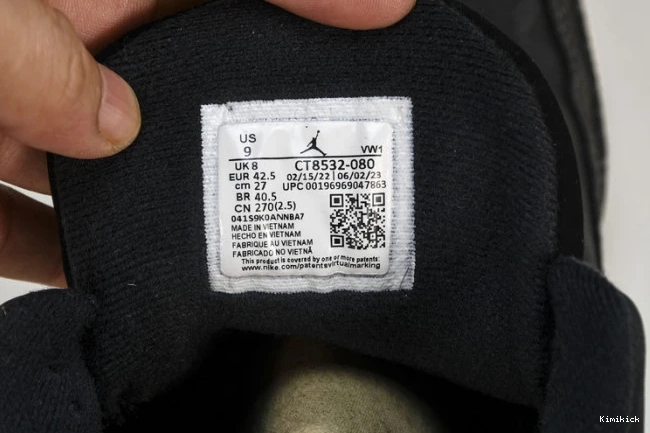 US
9
VW1
UK 8
CT8532-080
EUR 42.5
02/15/22 | 06/02/23
cm 27
UPC 00196969047863
BR 40.5
CN 270(2.5)
041S9K0ANNBA7
MADE IN VIETNAM
HECHO EN VIETNAM
FABRIQUE AU VIETNAM
FABRICADO NO VIETNÃ
This product is covered by one or more patents:
www.nike.com/patentsvirtualmarking
Kimikick